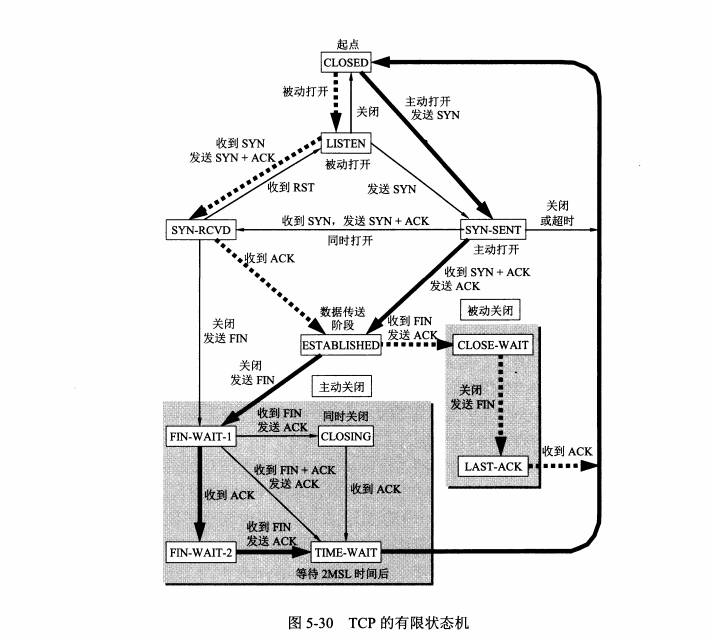 起点
CLOSED
被动打开
关闭
主动打开
发送 SYN
LISTEN
被动打开
收到 SYN
发送 SYN + ACK
收到 RST
发送 SYN
SYN-RCVD
收到 SYN，发送 SYN + ACK
同时打开
SYN-SENT
主动打开
关闭
或超时
收到 ACK
收到 SYN + ACK
发送 ACK
数据传送
阶段
ESTABLISHED
收到 FIN
发送 ACK
被动关闭
CLOSE-WAIT
关闭
发送 FIN
关闭
发送 FIN
主动关闭
关闭
发送 FIN
FIN-WAIT-1
收到 FIN
发送 ACK
同时关闭
CLOSING
LAST-ACK
收到 ACK
收到 ACK
收到 FIN + ACK
发送 ACK
收到 ACK
FIN-WAIT-2
收到 FIN
发送 ACK
TIME-WAIT
等待 2MSL 时间后
图 5-30 TCP 的有限状态机